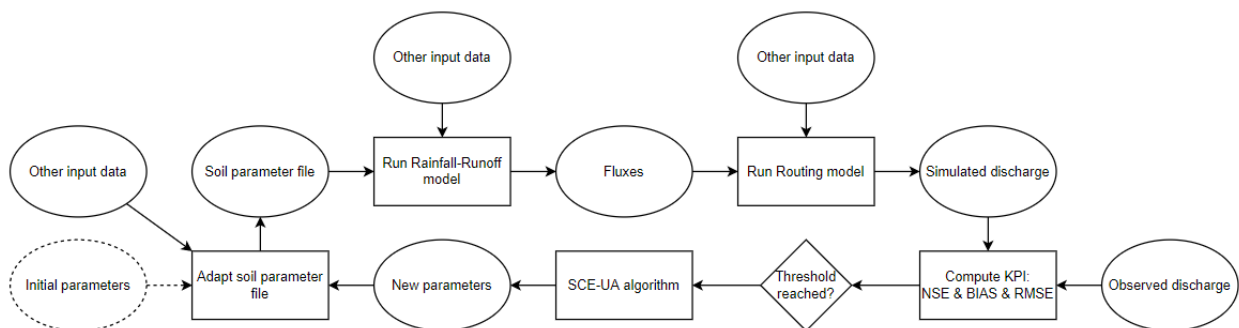 Other input data
Other input data
Other input data
Soil parameter file
Run Rainfall-Runoff
model
Fluxes
Run Routing model
Simulated discharge
Initial parameters
Adapt soil parameter
file
New parameters
SCE-UA algorithm
Threshold
reached?
Compute KPI:
NSE & BIAS & RMSE
Observed discharge